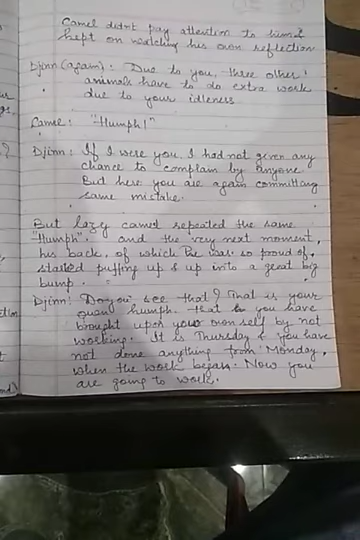 Camel didn't pay attention to him &
kept on watching his own reflection
Djinn (again): Due to you, three other
animals have to do extra work
due to your idleness
Came: "Humph!"
Djinn: If I were you, I had not given any
chance to complain by anyone
But here you are again committing
same mistake.
But lazy camel repeated the same
"Humph". and the very next moment,
his back, of which he was so proud of,
started puffing up & up into a great big
bump.
Djinn: Do you see that? That is your
humph. that you have
brought upon your own self by not
working. It is Thursday & you have
not done anything from Monday,
when the work began. Now you
are going to work.